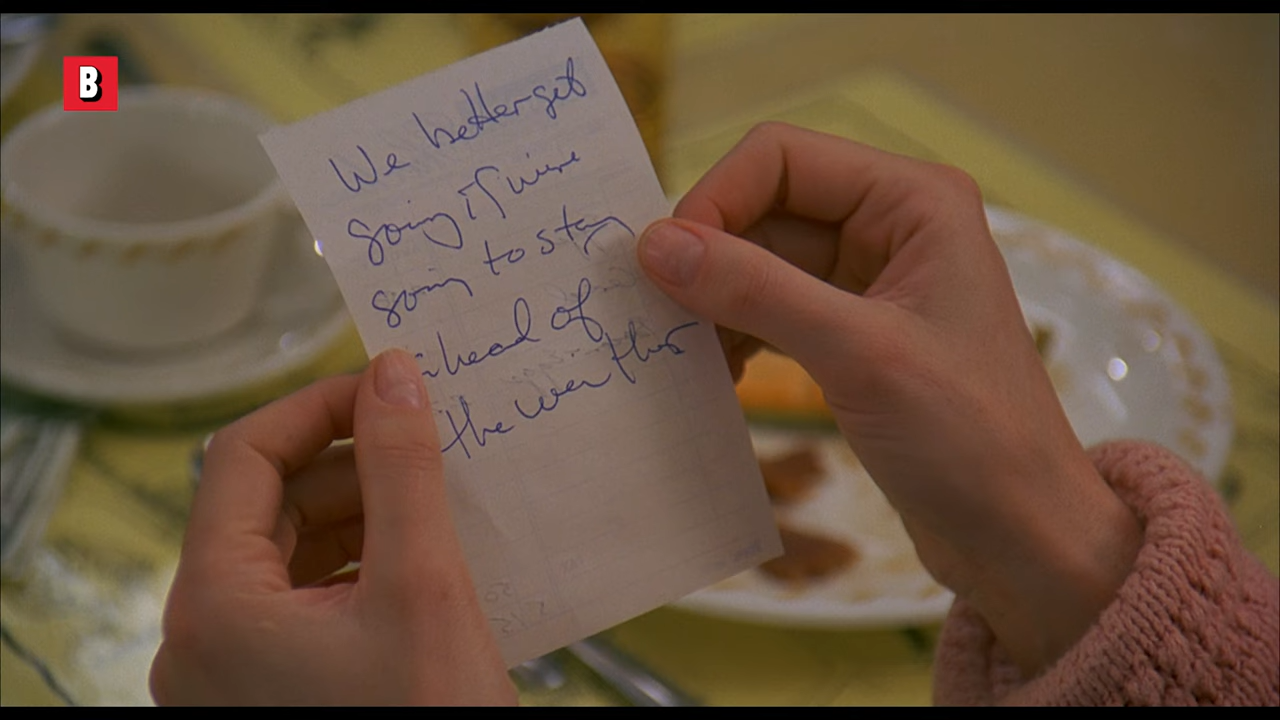 B
We better get
going if we're
going to stay
ahead of
the weather